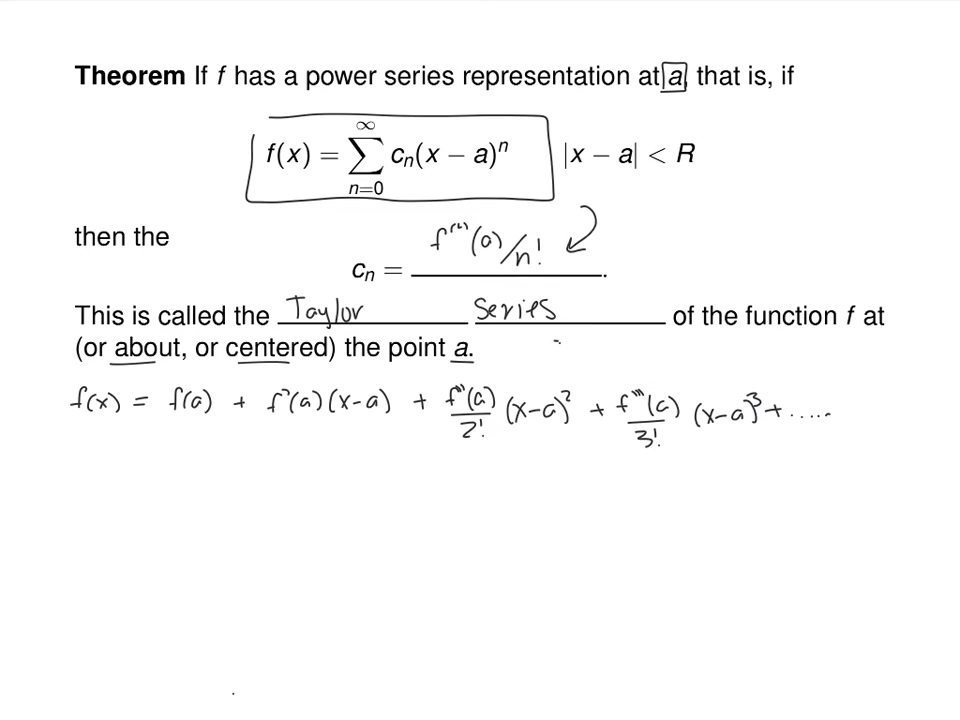 Theorem If f has a power series representation at a, that is, if
f(x) = ∑_{n=0}^{∞} c_n(x − a)^n |x − a| < R
then the
c_n = f^{(n)}(a)/n!.
This is called the Taylor Series of the function f at
(or about, or centered) the point a.
f(x) = f(a) + f'(a)(x-a) + f''(a)/2! (x-a)^2 + f'''(a)/3! (x-a)^3 + .....